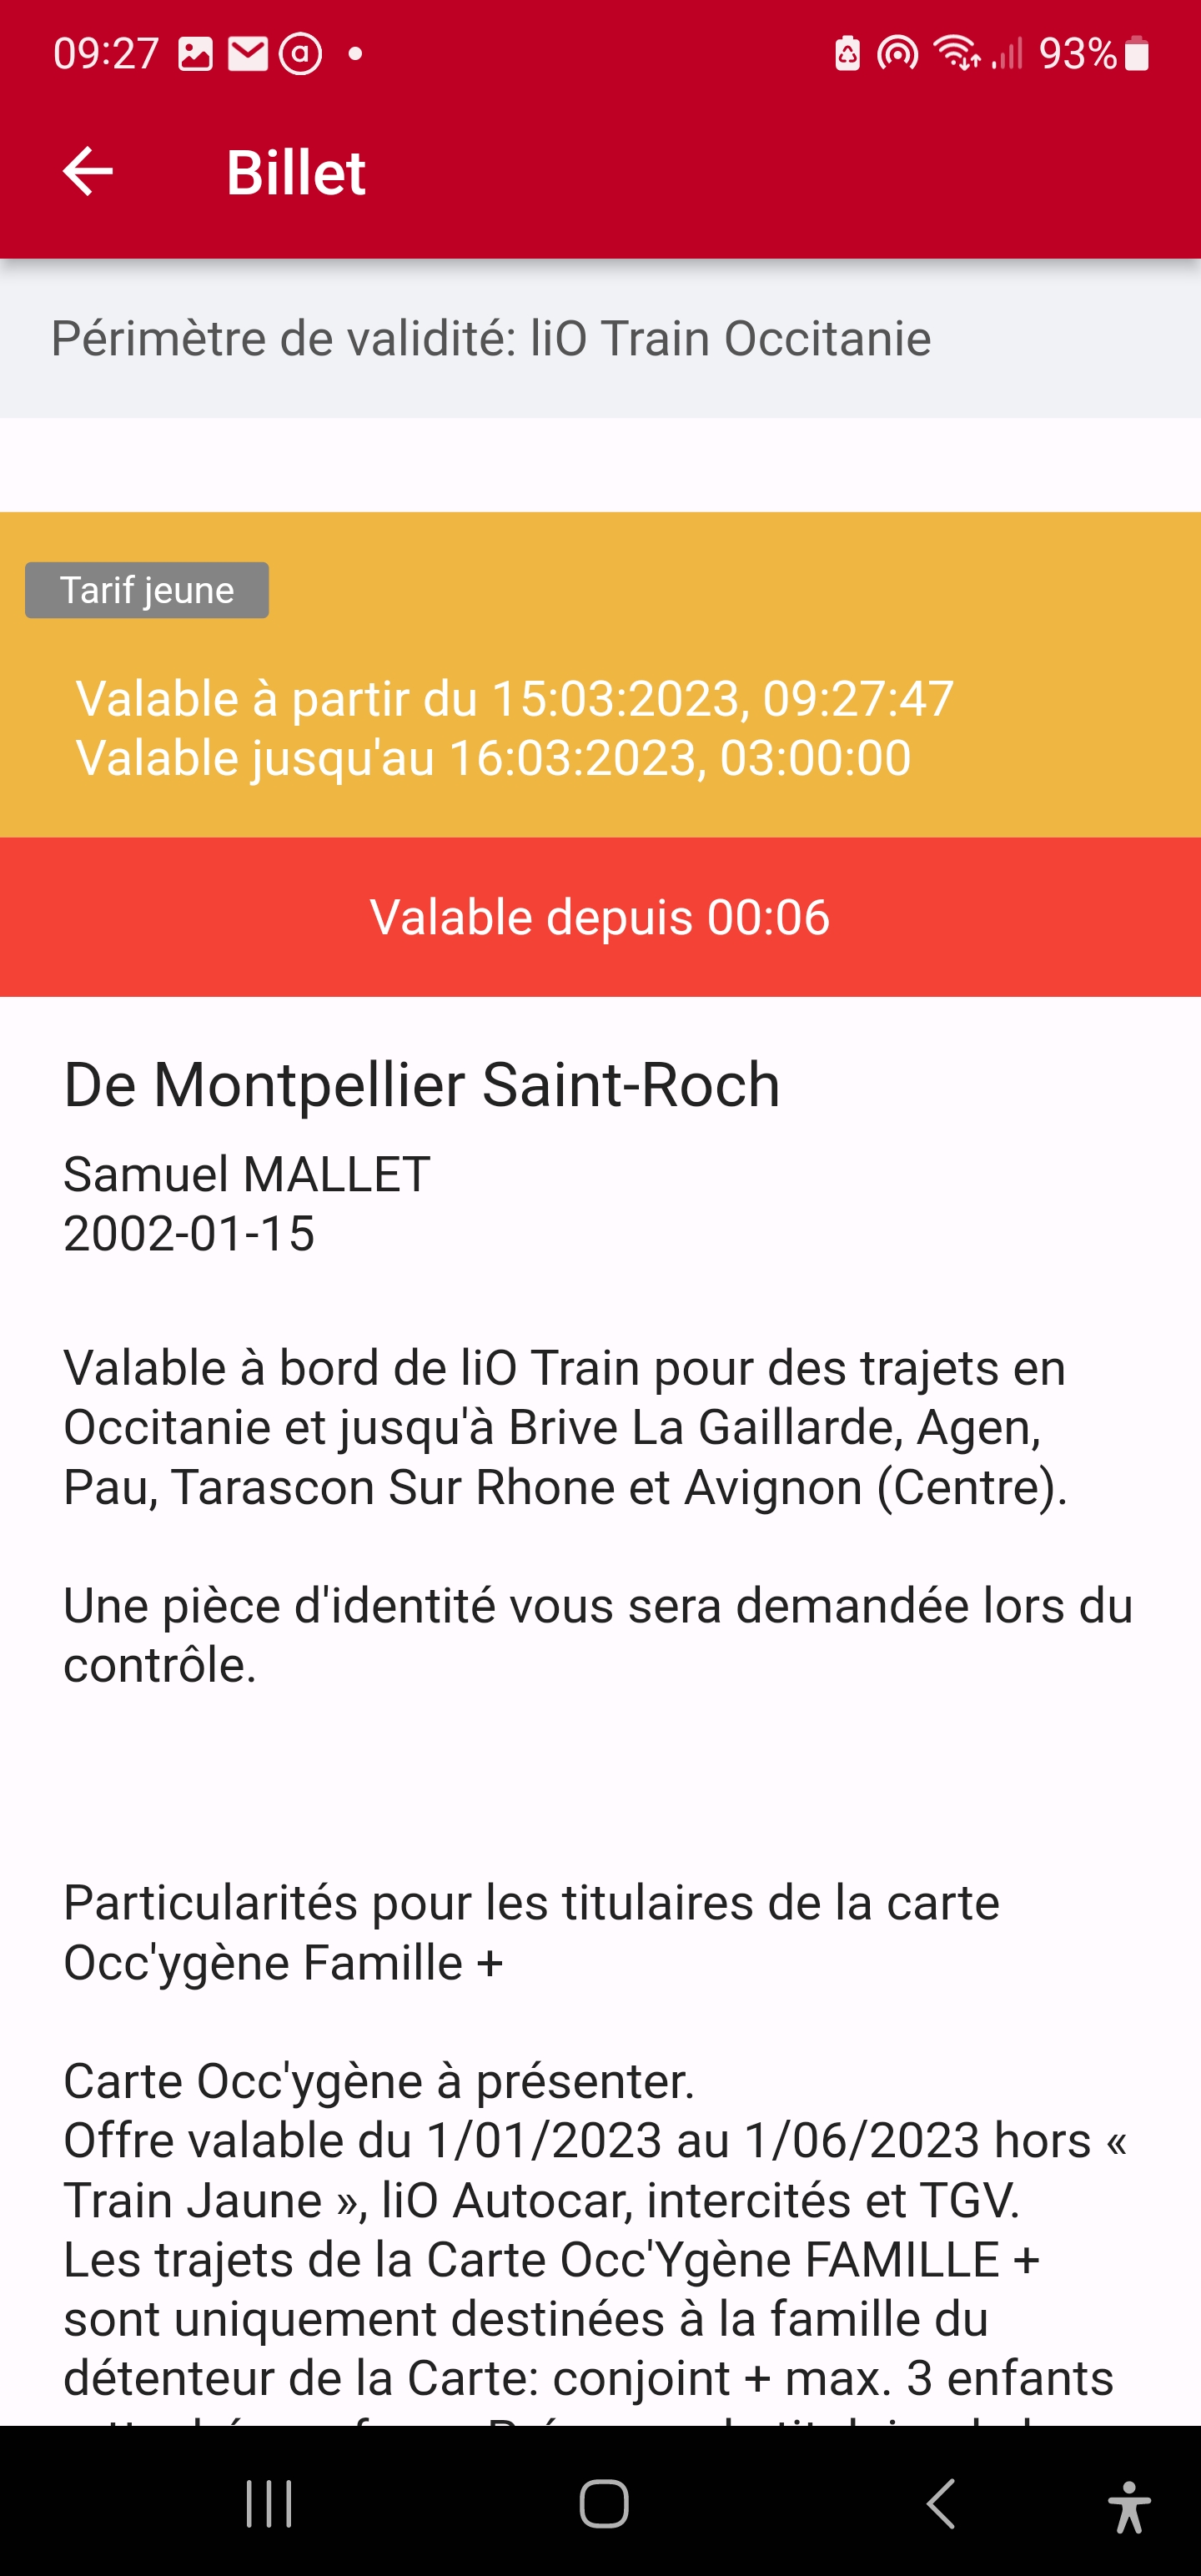 09:27
93%
Billet
Périmètre de validité: liO Train Occitanie
Tarif jeune
Valable à partir du 15:03:2023, 09:27:47
Valable jusqu'au 16:03:2023, 03:00:00
Valable depuis 00:06
De Montpellier Saint-Roch
Samuel MALLET
2002-01-15
Valable à bord de liO Train pour des trajets en
Occitanie et jusqu'à Brive La Gaillarde, Agen,
Pau, Tarascon Sur Rhone et Avignon (Centre).
Une pièce d'identité vous sera demandée lors du
contrôle.
Particularités pour les titulaires de la carte
Occ'ygène Famille +
Carte Occ'ygène à présenter.
Offre valable du 1/01/2023 au 1/06/2023 hors «
Train Jaune », liO Autocar, intercités et TGV.
Les trajets de la Carte Occ'Ygène FAMILLE +
sont uniquement destinées à la famille du
détenteur de la Carte: conjoint + max. 3 enfants